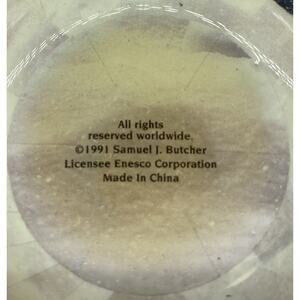 All rights
reserved worldwide.
©1991 Samuel J. Butcher
Licensee Enesco Corporation
Made In China